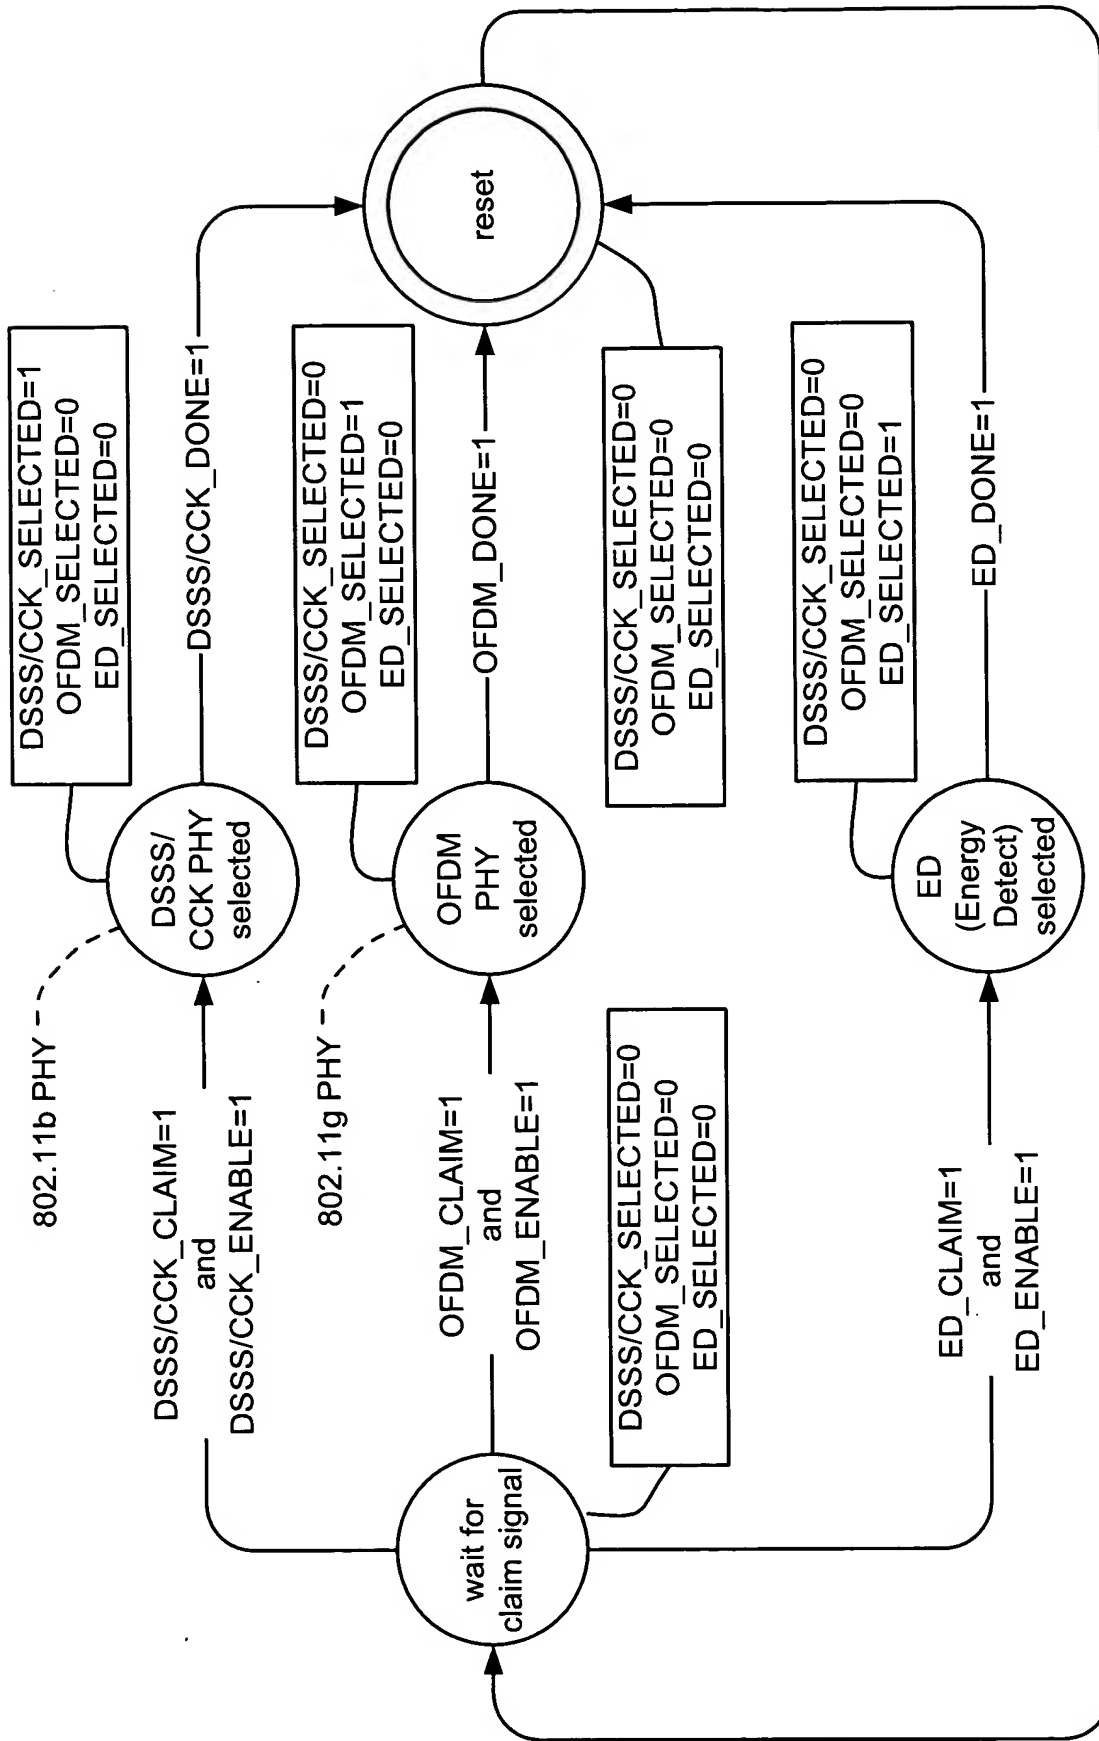 802.11b PHY
DSSS/CCK_CLAIM=1
and
DSSS/CCK_ENABLE=1
DSSS/
CCK PHY
selected
DSSS/CCK_SELECTED=1
OFDM_SELECTED=0
ED_SELECTED=0
DSSS/CCK_DONE=1
802.11g PHY
wait for
claim signal
OFDM_CLAIM=1
and
OFDM_ENABLE=1
OFDM
PHY
selected
DSSS/CCK_SELECTED=0
OFDM_SELECTED=1
ED_SELECTED=0
OFDM_DONE=1
reset
DSSS/CCK_SELECTED=0
OFDM_SELECTED=0
ED_SELECTED=0
DSSS/CCK_SELECTED=0
OFDM_SELECTED=0
ED_SELECTED=0
ED_CLAIM=1
and
ED_ENABLE=1
ED
(Energy
Detect)
selected
DSSS/CCK_SELECTED=0
OFDM_SELECTED=0
ED_SELECTED=1
ED_DONE=1